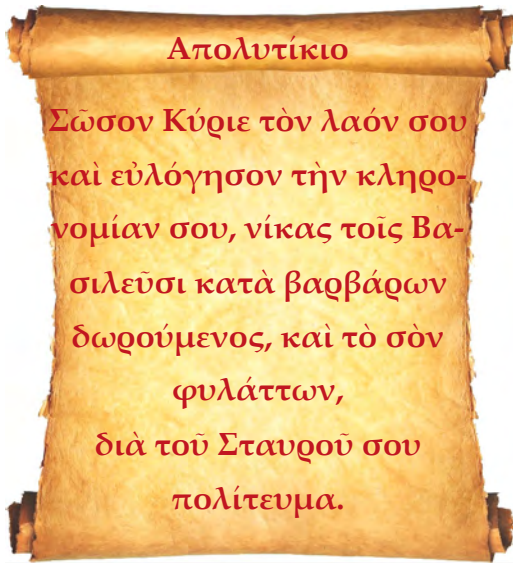 Απολυτίκιο
Σῶσον Κύριε τὸν λαόν σου
καὶ εὐλόγησον τὴν κληρο-
νομίαν σου, νίκας τοῖς Βα-
σιλεῦσι κατὰ βαρβάρων
δωρούμενος, καὶ τὸ σὸν
φυλάττων,
διὰ τοῦ Σταυροῦ σου
πολίτευμα.